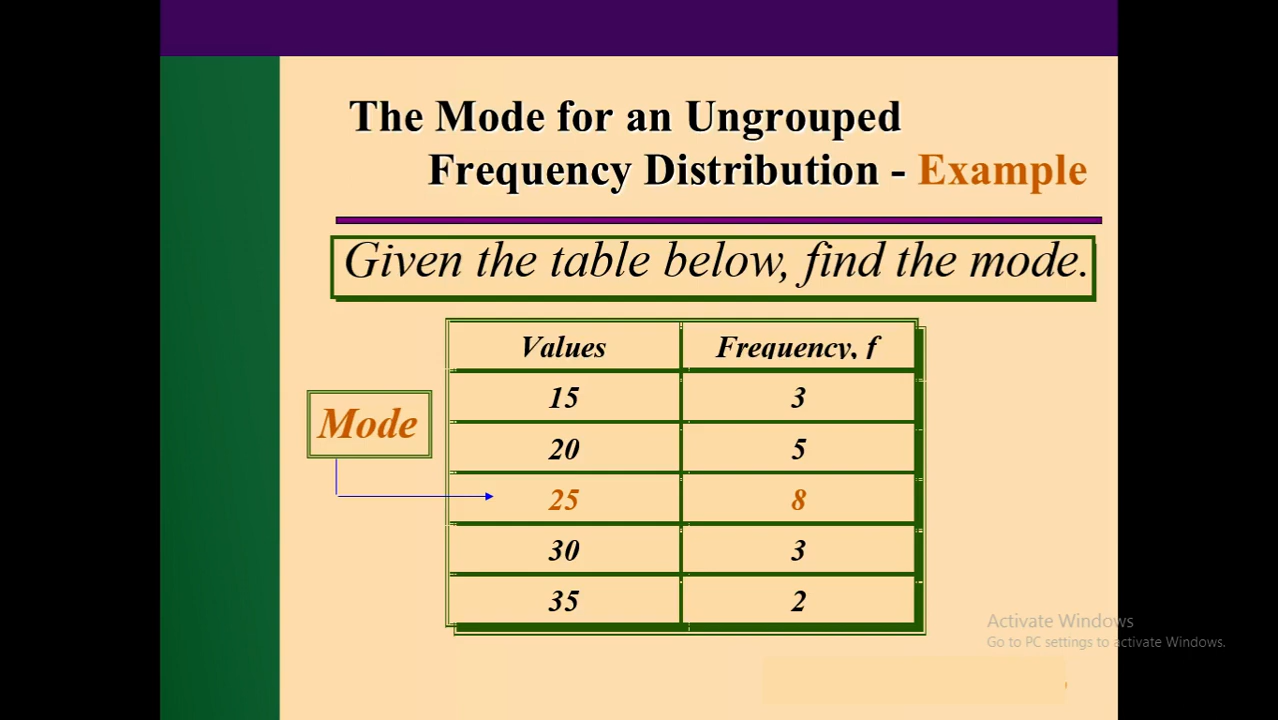 The Mode for an Ungrouped
Frequency Distribution - Example
Given the table below, find the mode.
Values Frequency, f
15 3
Mode
20 5
25 8
30 3
35 2
Activate Windows
Go to PC settings to activate Windows.